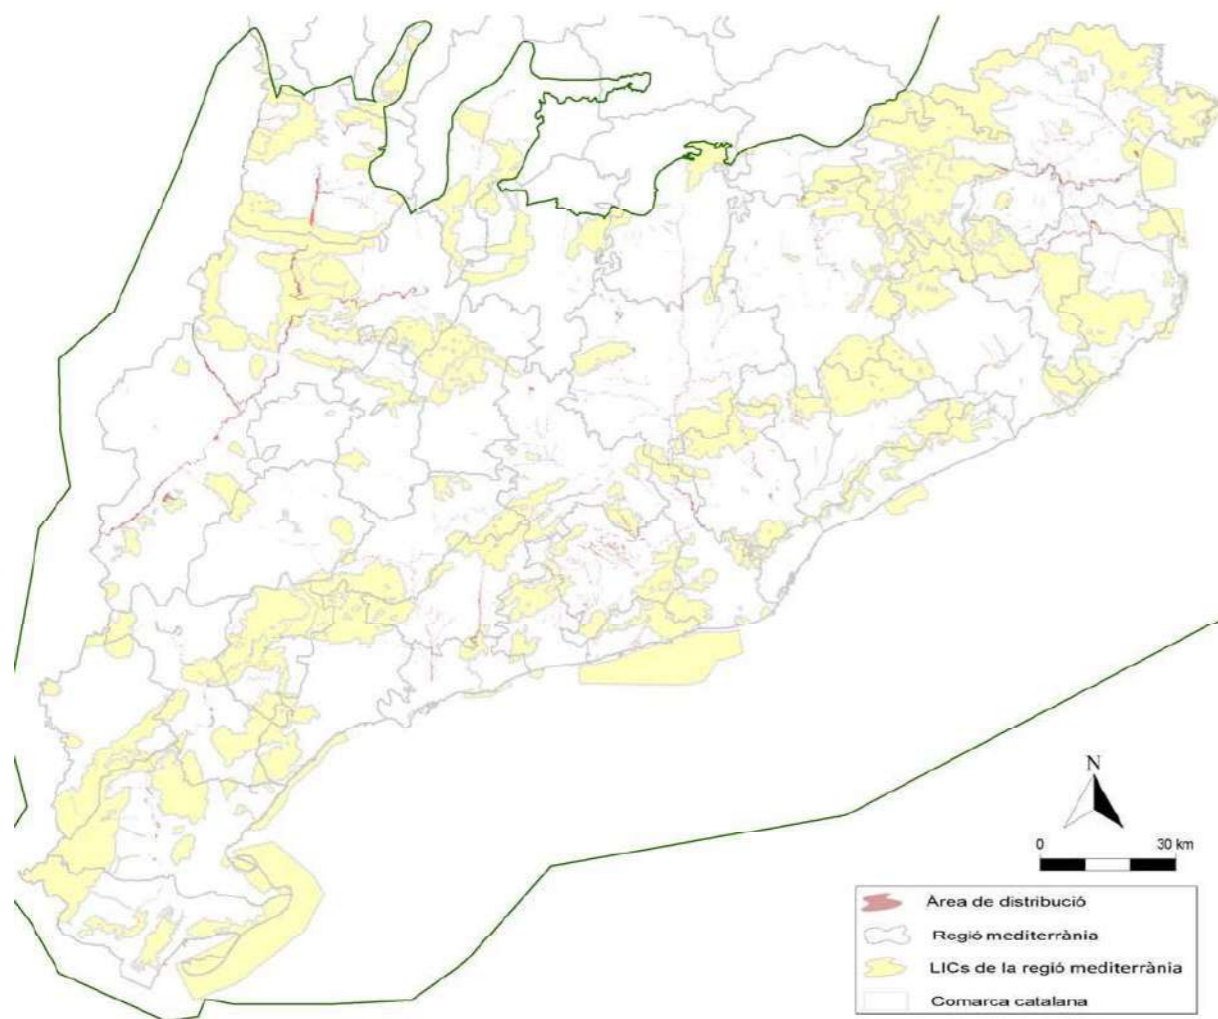 N
0 30 km
Àrea de distribució
Regió mediterrània
LICs de la regió mediterrània
Comarca catalana